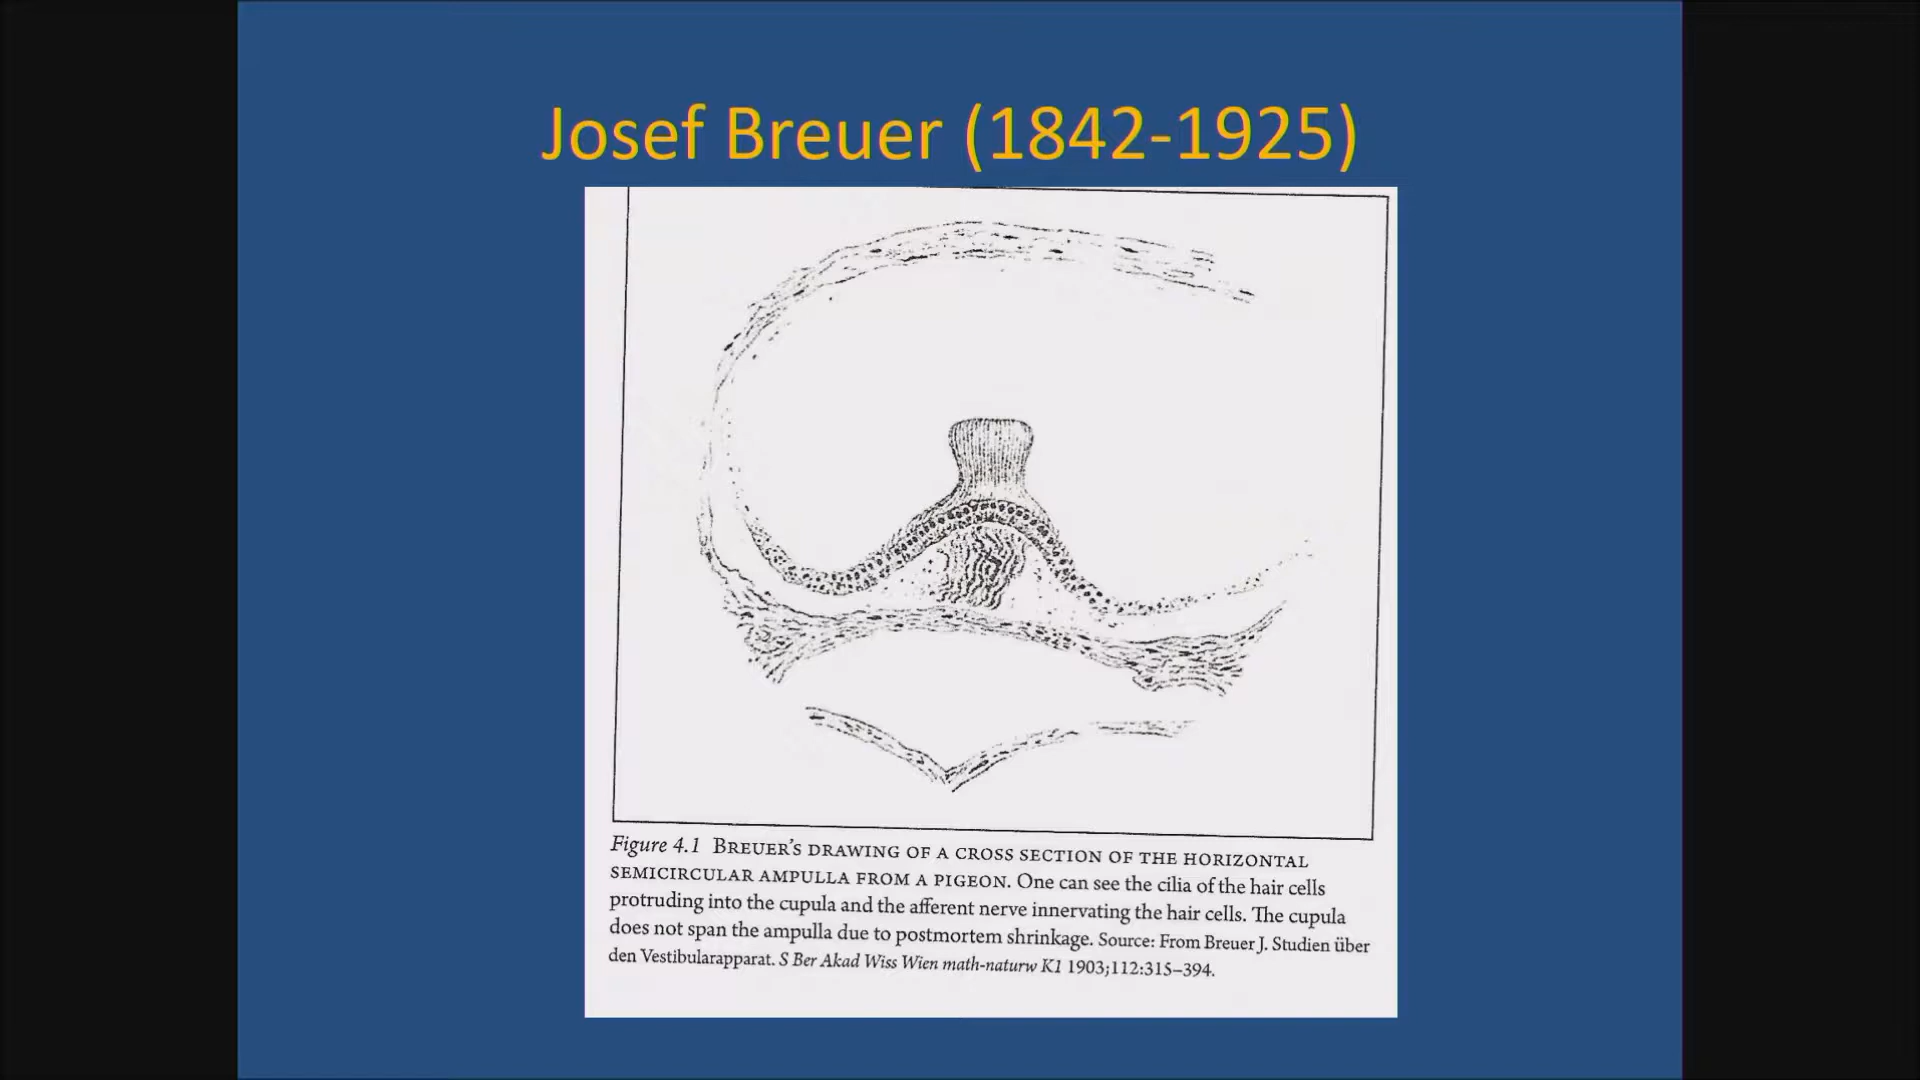 Josef Breuer (1842-1925)
Figure 4.1 BREUER'S DRAWING OF A CROSS SECTION OF THE HORIZONTAL
SEMICIRCULAR AMPULLA FROM A PIGEON. One can see the cilia of the hair cells
protruding into the cupula and the afferent nerve innervating the hair cells. The cupula
does not span the ampulla due to postmortem shrinkage. Source: From Breuer J. Studien über
den Vestibularapparat. S Ber Akad Wiss Wien math-naturw K1 1903;112:315–394.